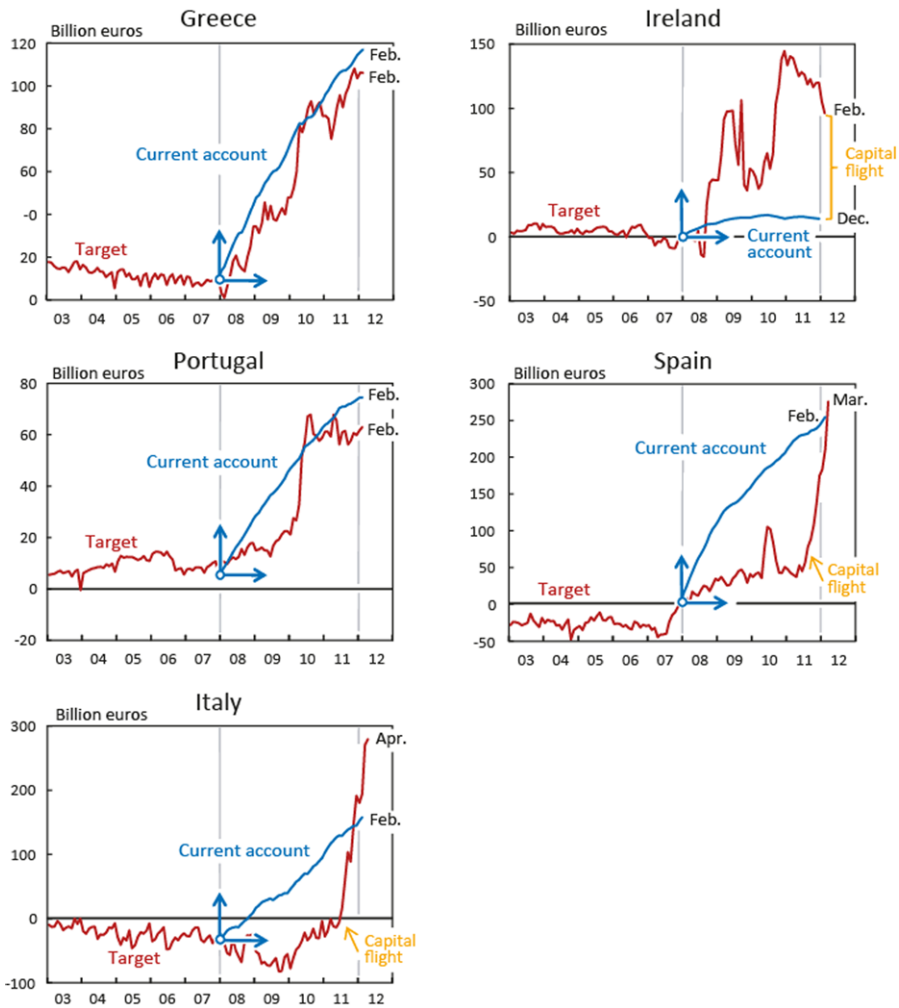 Greece
Billion euros
120
100
80
60
-0
20
0
Feb.
Feb.
Current account
Target
03 04 05 06 07 08 09 10 11 12
Ireland
Billion euros
150
100
50
0
-50
Feb.
Capital
flight
Target
Dec.
Current
account
03 04 05 06 07 08 09 10 11 12
Portugal
Billion euros
80
60
40
20
0
-20
Feb.
Feb.
Current account
Target
03 04 05 06 07 08 09 10 11 12
Spain
Billion euros
300
250
200
150
100
50
0
-50
Mar.
Feb.
Current account
Capital
flight
Target
03 04 05 06 07 08 09 10 11 12
Italy
Billion euros
300
200
100
0
-100
Apr.
Feb.
Current account
Target
Capital
flight
03 04 05 06 07 08 09 10 11 12